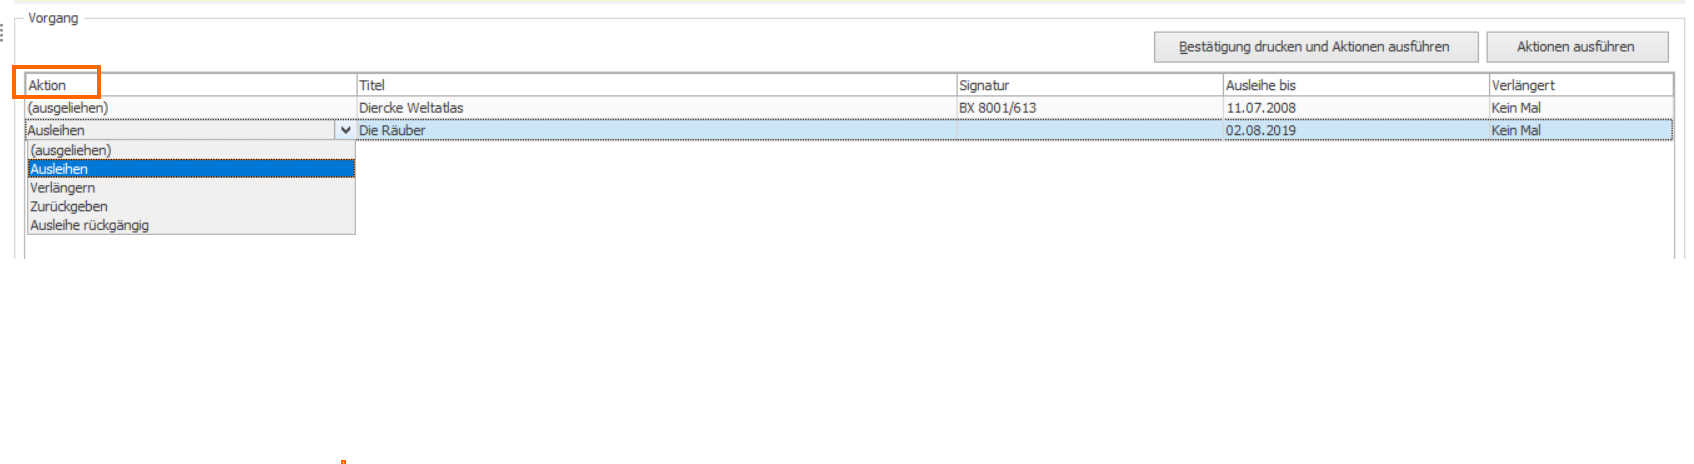 Vorgang
Bestätigung drucken und Aktionen ausführen Aktionen ausführen
Aktion Titel Signatur Ausleihe bis Verlängert
(ausgeliehen) Diercke Weltatlas BX 8001/613 11.07.2008 Kein Mal
Ausleihen Die Räuber 02.08.2019 Kein Mal
(ausgeliehen)
Ausleihen
Verlängern
Zurückgeben
Ausleihe rückgängig